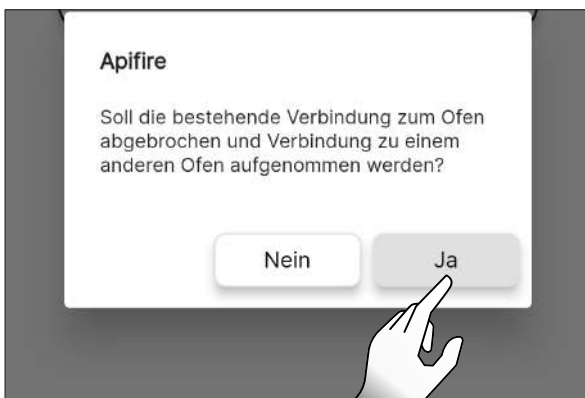 Apifire
Soll die bestehende Verbindung zum Ofen
abgebrochen und Verbindung zu einem
anderen Ofen aufgenommen werden?
Nein
Ja